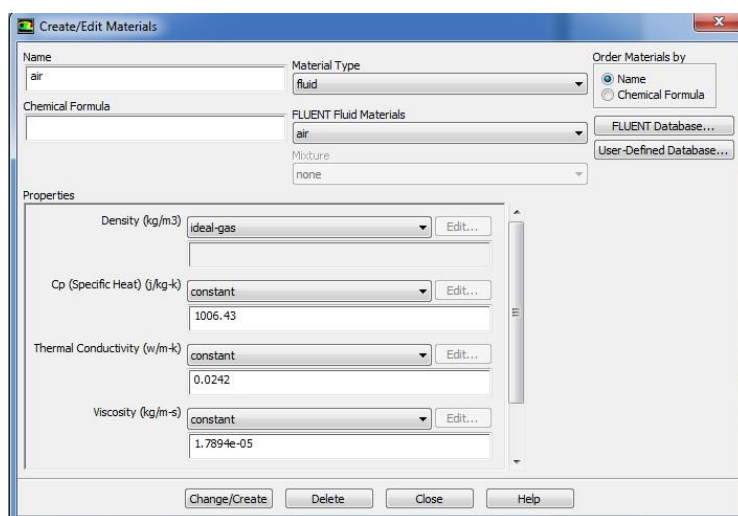 Create/Edit Materials
Name
air
Chemical Formula
Material Type
fluid
FLUENT Fluid Materials
air
Mixture
none
Order Materials by
Name
Chemical Formula
FLUENT Database...
User-Defined Database...
Properties
Density (kg/m3)
ideal-gas
Edit...
Cp (Specific Heat) (j/kg-k)
constant
Edit...
1006.43
Thermal Conductivity (w/m-k)
constant
Edit...
0.0242
Viscosity (kg/m-s)
constant
Edit...
1.7894e-05
Change/Create
Delete
Close
Help